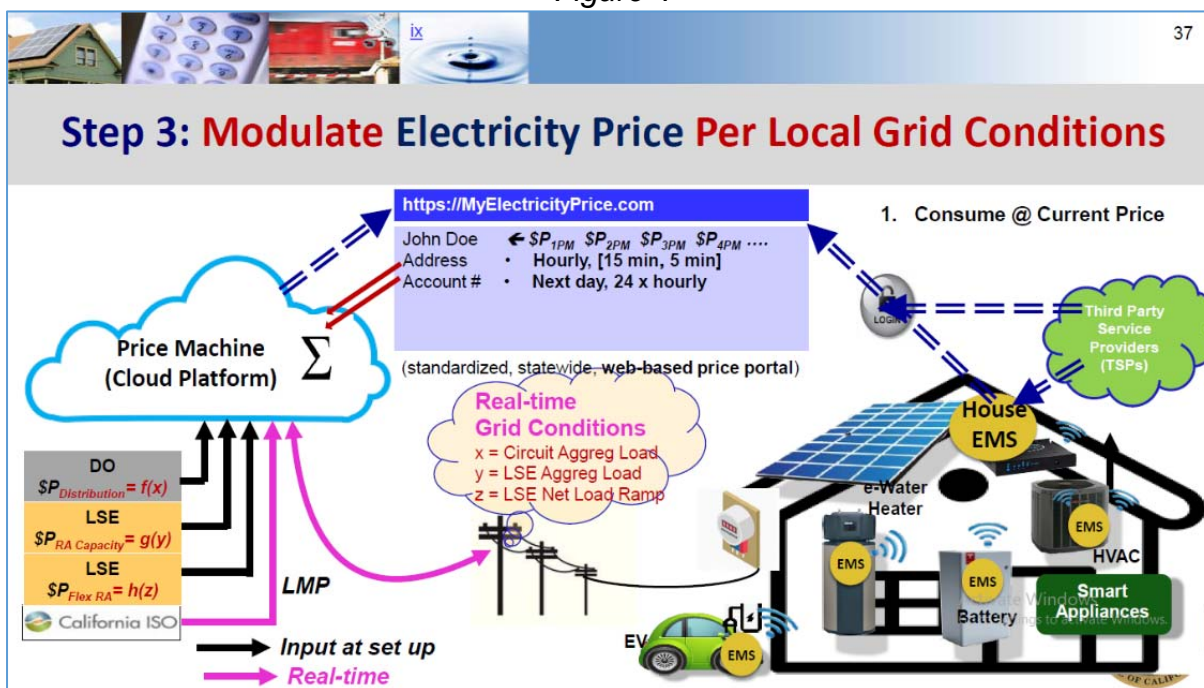 Figure 4
ix
37
Step 3: Modulate Electricity Price Per Local Grid Conditions
https://MyElectricityPrice.com
John Doe ← $P1PM $P2PM $P3PM $P4PM ....
Address • Hourly, [15 min, 5 min]
Account # • Next day, 24 x hourly
(standardized, statewide, web-based price portal)
1. Consume @ Current Price
LOGIN
Third Party
Service
Providers
(TSPs)
Price Machine
(Cloud Platform)
Σ
Real-time
Grid Conditions
x = Circuit Aggreg Load
y = LSE Aggreg Load
z = LSE Net Load Ramp
DO
$PDistribution= f(x)
LSE
$PRA Capacity= g(y)
LSE
$PFlex RA= h(z)
California ISO
LMP
Input at set up
Real-time
House
EMS
e-Water
Heater
EMS
EMS
HVAC
EMS
Battery
Smart
Appliances
EV
EMS
OF CALIF